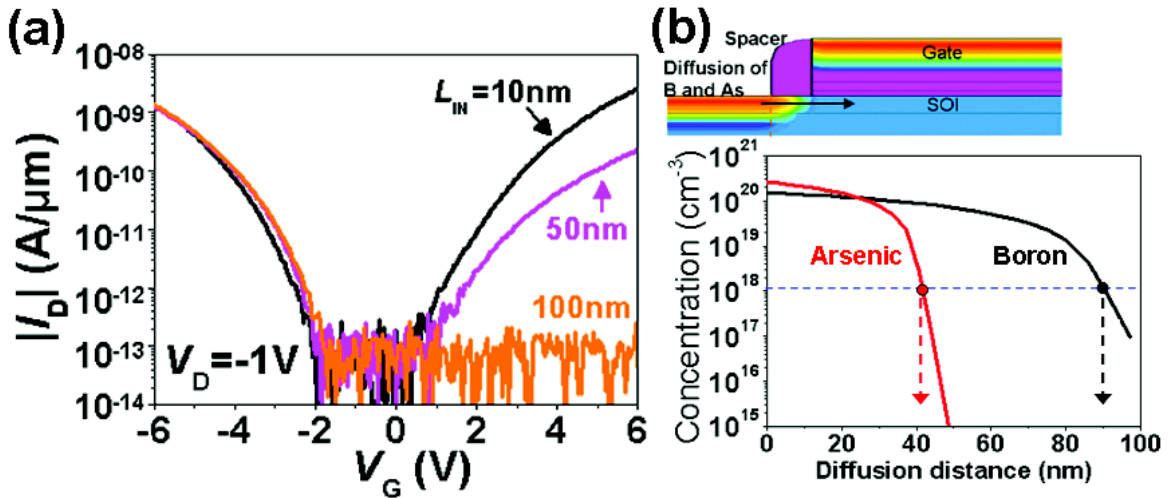 (a)
|I_D| (A/μm)
10^-08
10^-09
10^-10
10^-11
10^-12
10^-13
10^-14
L_IN=10nm
50nm
100nm
V_D=-1V
-6 -4 -2 0 2 4 6
V_G (V)
(b)
Spacer
Gate
Diffusion of
B and As
SOI
Concentration (cm^-3)
10^21
10^20
10^19
10^18
10^17
10^16
10^15
Arsenic Boron
0 20 40 60 80 100
Diffusion distance (nm)